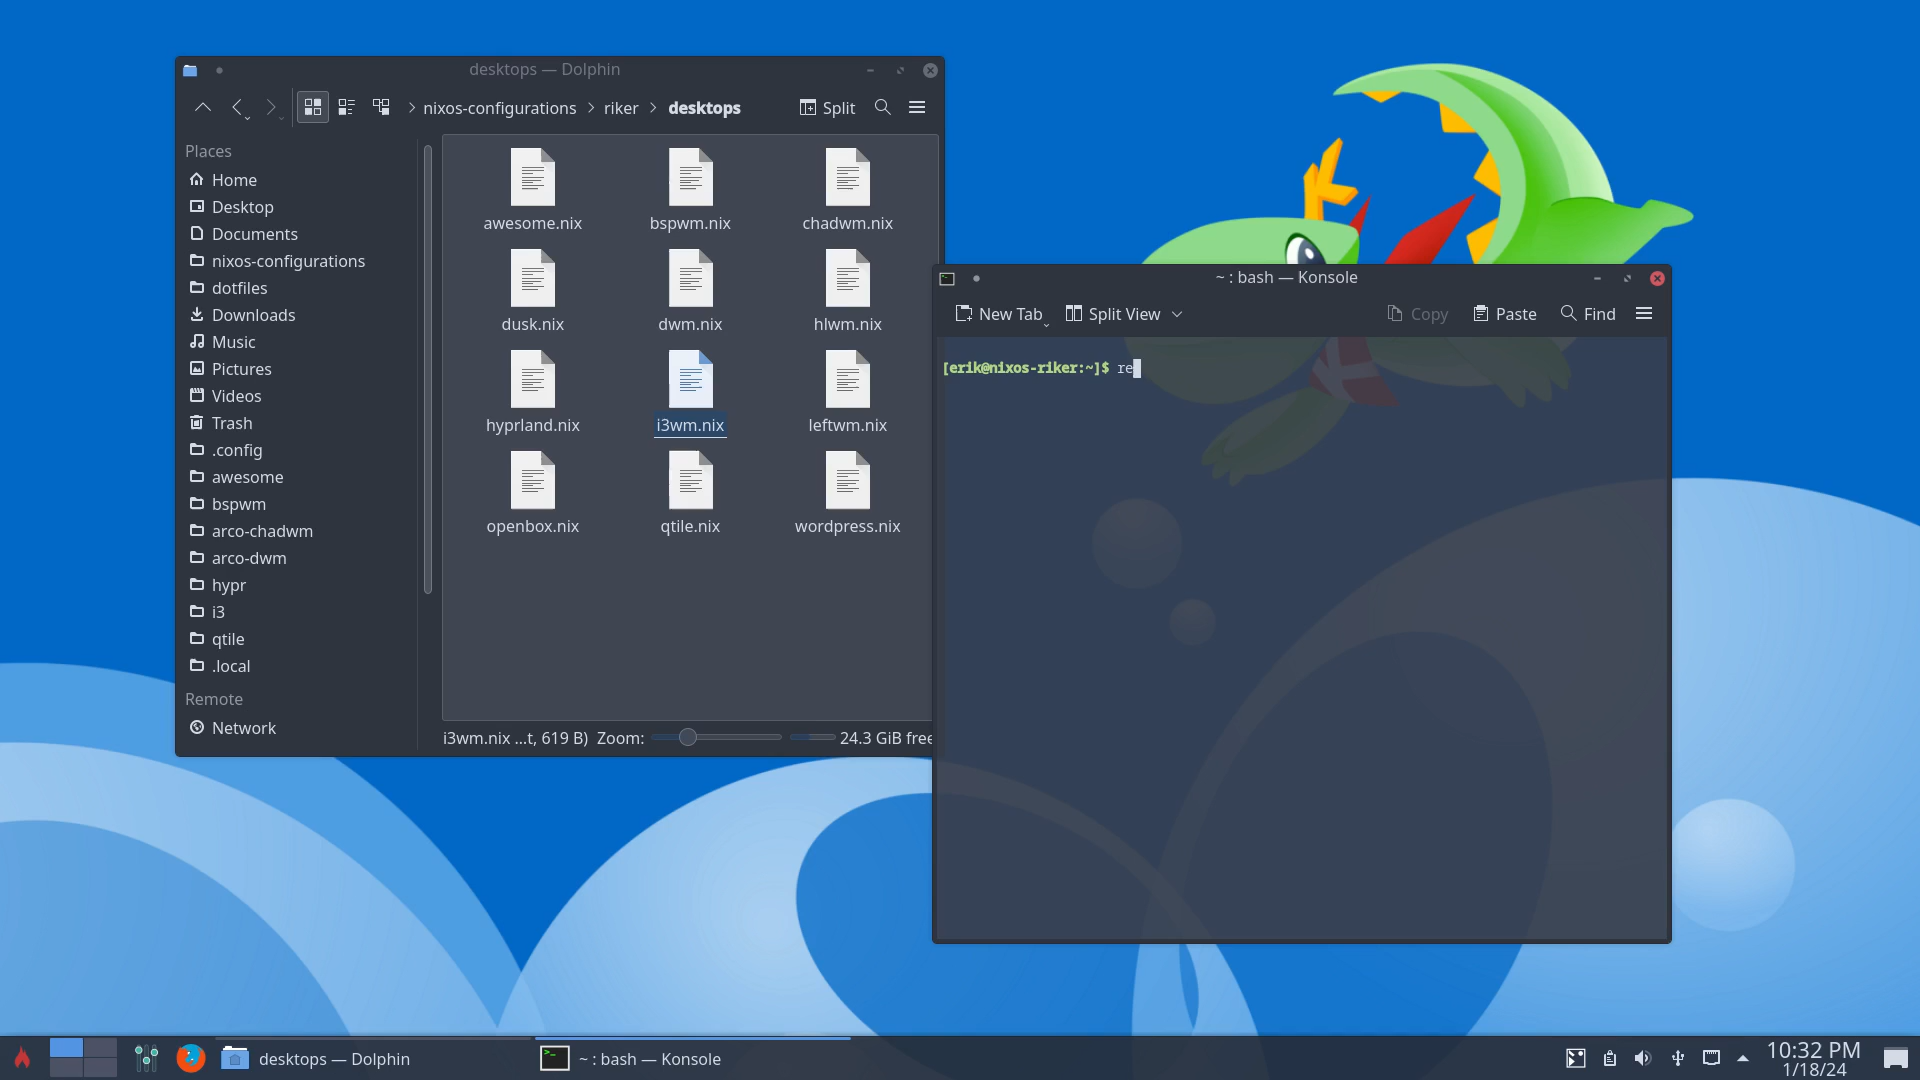 desktops — Dolphin
nixos-configurations riker desktops
Split
Places
Home
Desktop
Documents
nixos-configurations
dotfiles
Downloads
Music
Pictures
Videos
Trash
.config
awesome
bspwm
arco-chadwm
arco-dwm
hypr
i3
qtile
.local
Remote
Network
awesome.nix bspwm.nix chadwm.nix
dusk.nix dwm.nix hlwm.nix
hyprland.nix i3wm.nix leftwm.nix
openbox.nix qtile.nix wordpress.nix
i3wm.nix ...t, 619 B) Zoom: 24.3 GiB free
~ : bash — Konsole
New Tab Split View Copy Paste Find
[erik@nixos-riker:~]$ re
desktops — Dolphin
~ : bash — Konsole
10:32 PM
1/18/24